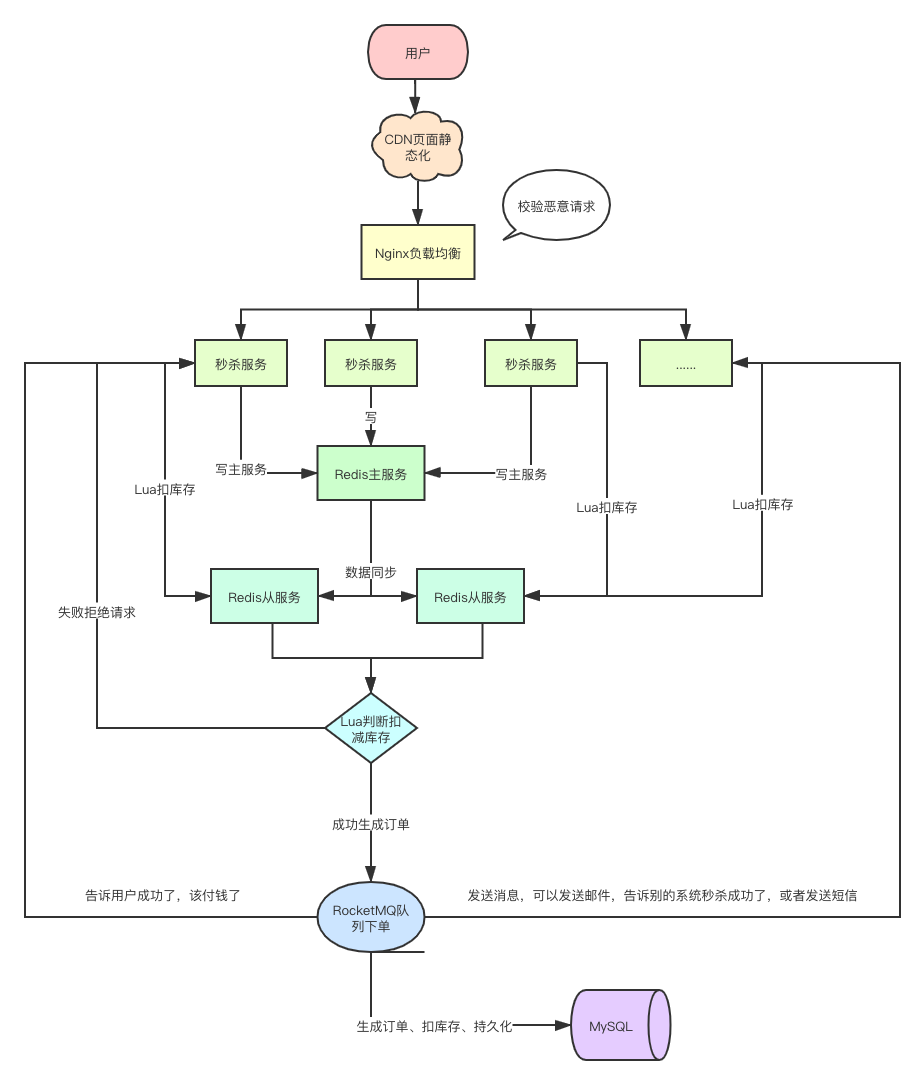 用户
CDN页面静
态化
校验恶意请求
Nginx负载均衡
秒杀服务
秒杀服务
秒杀服务
......
写
写主服务
Redis主服务
写主服务
Lua扣库存
Lua扣库存
Lua扣库存
数据同步
Redis从服务
Redis从服务
失败拒绝请求
Lua判断扣
减库存
成功生成订单
告诉用户成功了，该付钱了
发送消息，可以发送邮件，告诉别的系统秒杀成功了，或者发送短信
RocketMQ队
列下单
生成订单、扣库存、持久化
MySQL